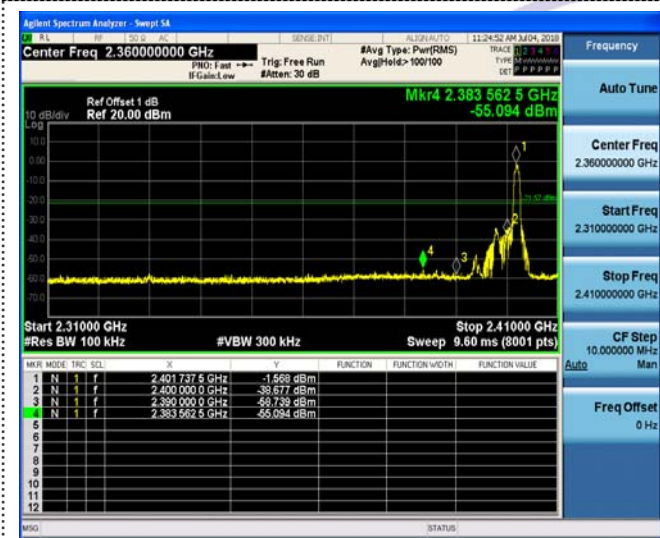 Agilent Spectrum Analyzer - Swept SA
RL RF 50 Ω AC SENSE:INT ALIGNAUTO 11:24:52 AM Jul 04, 2018
Center Freq 2.360000000 GHz #Avg Type: Pwr(RMS) TRACE 1 2 3 4 5 6 Frequency
PNO: Fast Trig: Free Run Avg|Hold:> 100/100 TYPE
IFGain:Low #Atten: 30 dB DET P P P P P P
Auto Tune
Mkr4 2.383 562 5 GHz
-55.094 dBm
Ref Offset 1 dB
10 dB/div Ref 20.00 dBm
Log
10.0
0.00
-10.0
-20.0
-30.0
-40.0
-50.0
-60.0
-70.0
1
-21.57 dBm
2
3
4
Center Freq
2.360000000 GHz
Start Freq
2.310000000 GHz
Stop Freq
2.410000000 GHz
Start 2.31000 GHz Stop 2.41000 GHz
#Res BW 100 kHz #VBW 300 kHz Sweep 9.60 ms (8001 pts)
CF Step
10.000000 MHz
Auto Man
MKR MODE TRC SCL X Y FUNCTION FUNCTION WIDTH FUNCTION VALUE
1 N 1 f 2.401 737 5 GHz -1.568 dBm
2 N 1 f 2.400 000 0 GHz -38.677 dBm
3 N 1 f 2.390 000 0 GHz -58.739 dBm
4 N 1 f 2.383 562 5 GHz -55.094 dBm
5
6
7
8
9
10
11
12
Freq Offset
0 Hz
MSG STATUS